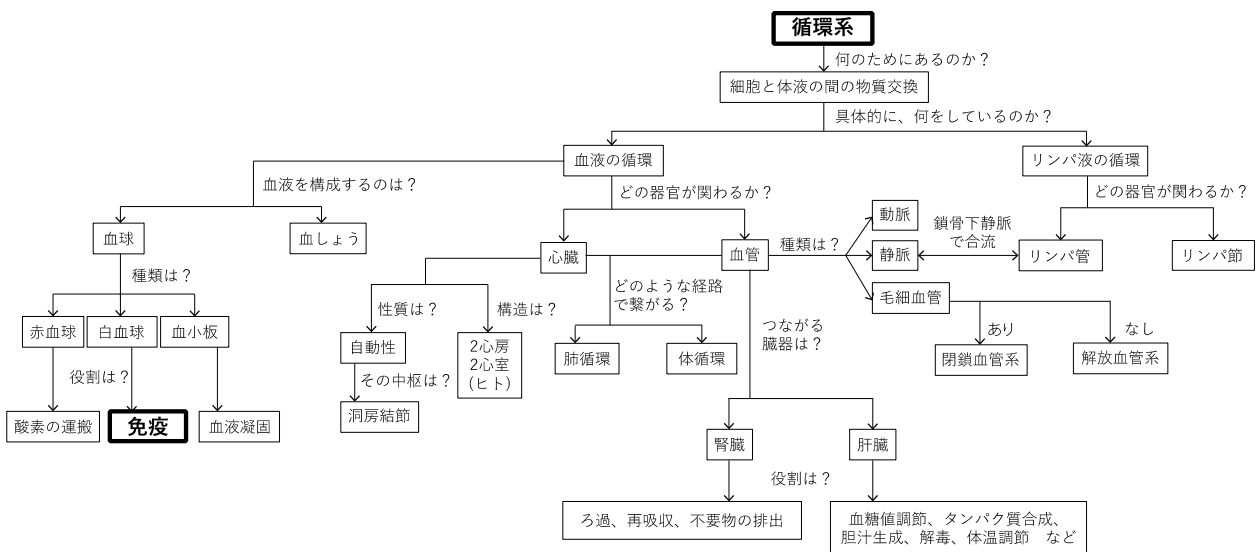 循環系
何のためにあるのか？
細胞と体液の間の物質交換
具体的に、何をしているのか？
血液の循環
リンパ液の循環
血液を構成するのは？
どの器官が関わるか？
どの器官が関わるか？
血球
血しょう
心臓
血管
種類は？
動脈
静脈
毛細血管
鎖骨下静脈
で合流
リンパ管
リンパ節
種類は？
赤血球
白血球
血小板
役割は？
酸素の運搬
免疫
血液凝固
性質は？
構造は？
自動性
2心房
2心室
（ヒト）
その中枢は？
洞房結節
どのような経路
で繋がる？
肺循環
体循環
つながる
臓器は？
あり
なし
閉鎖血管系
解放血管系
腎臓
肝臓
役割は？
ろ過、再吸収、不要物の排出
血糖値調節、タンパク質合成、
胆汁生成、解毒、体温調節　など